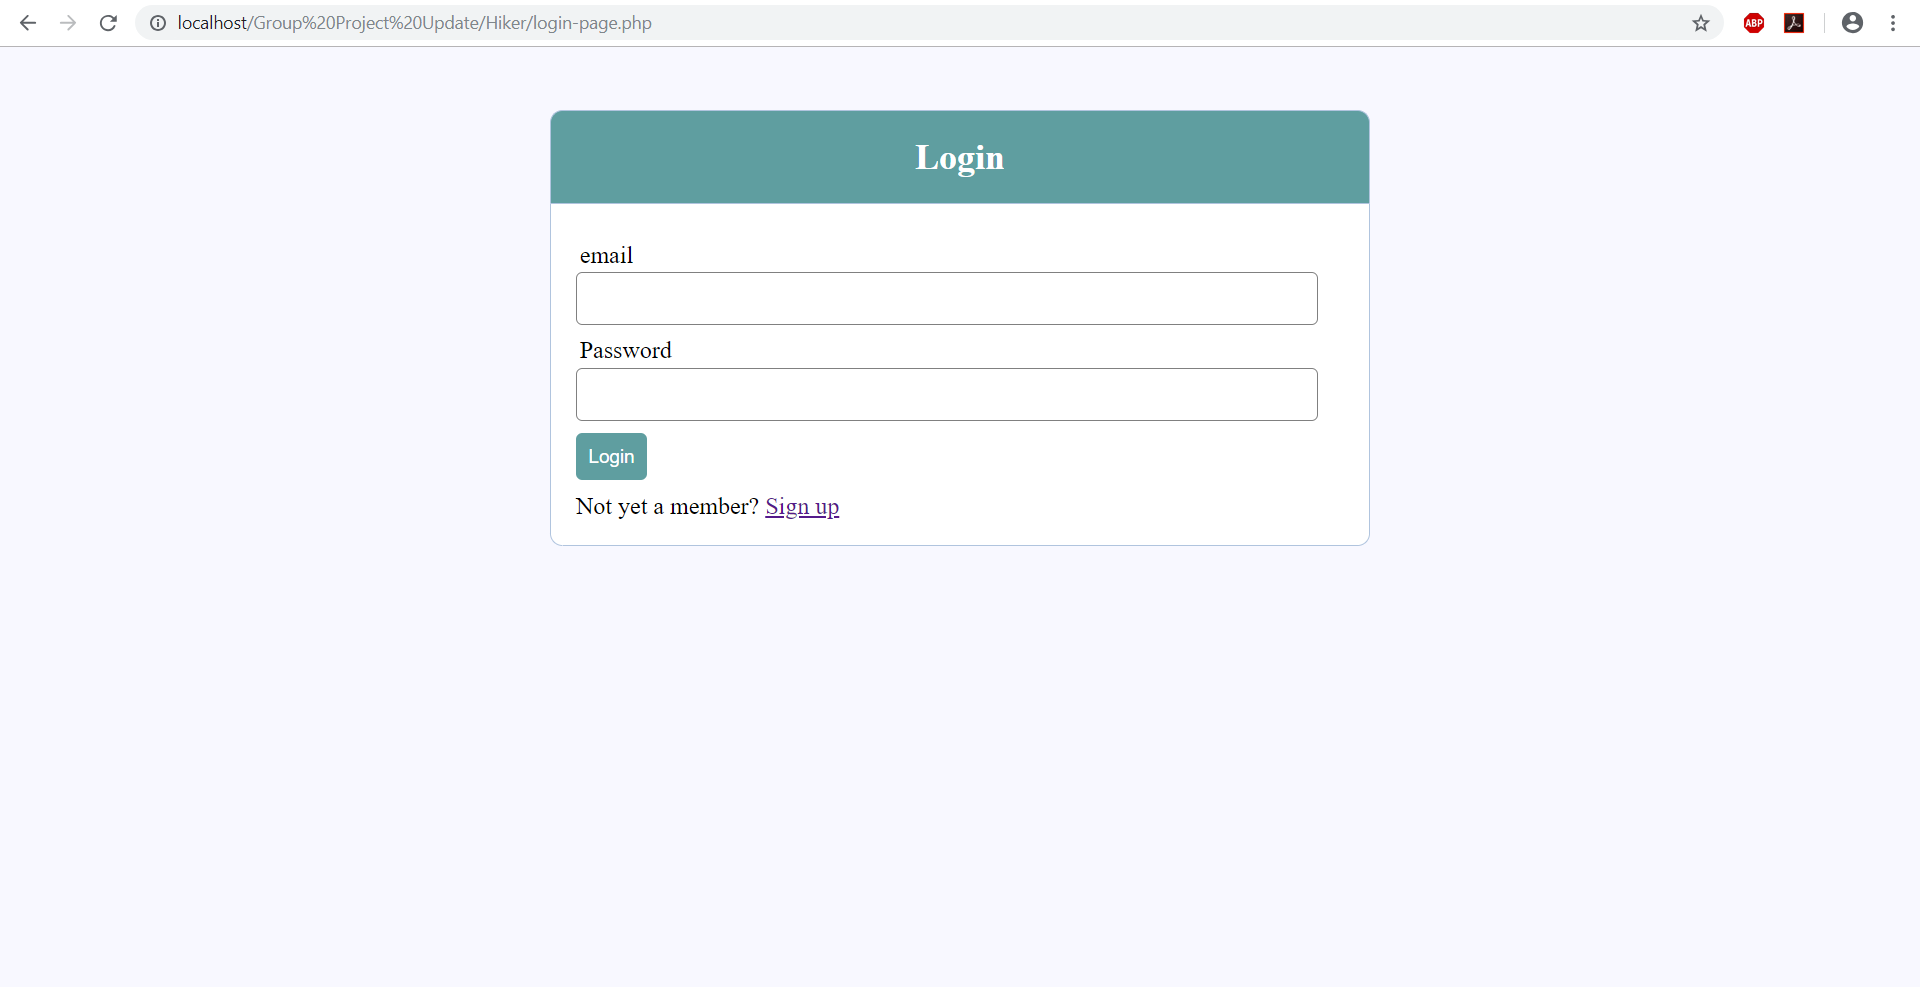 localhost/Group%20Project%20Update/Hiker/login-page.php
ABP
Login
email
Password
Login
Not yet a member? Sign up